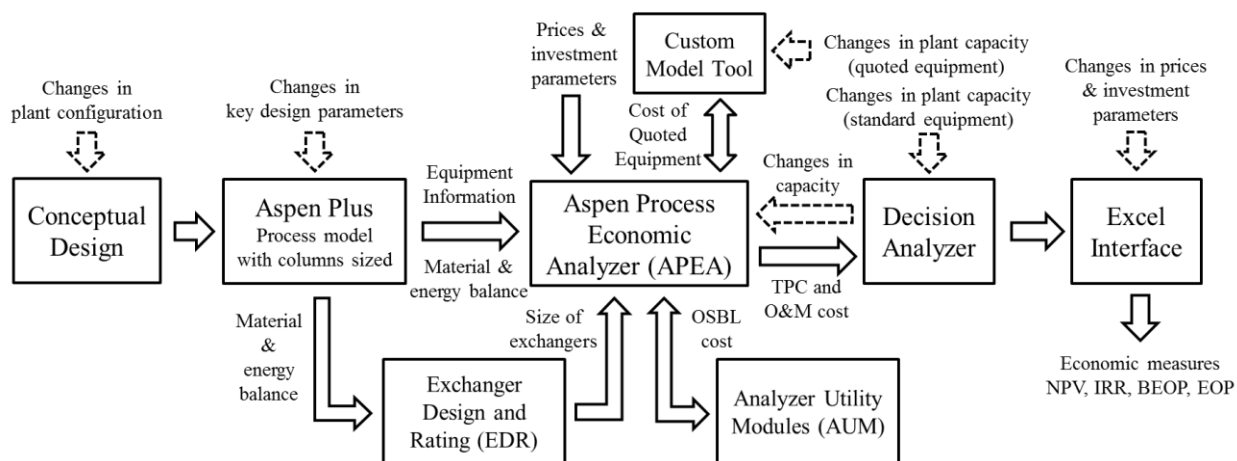 Changes in
plant configuration
Conceptual
Design
Changes in
key design parameters
Aspen Plus
Process model
with columns sized
Equipment
Information
Material &
energy balance
Material
&
energy
balance
Exchanger
Design and
Rating (EDR)
Size of
exchangers
Prices &
investment
parameters
Custom
Model Tool
Cost of
Quoted
Equipment
Aspen Process
Economic
Analyzer (APEA)
OSBL
cost
Analyzer Utility
Modules (AUM)
Changes in plant capacity
(quoted equipment)
Changes in plant capacity
(standard equipment)
Changes in
capacity
TPC and
O&M cost
Decision
Analyzer
Changes in prices
& investment
parameters
Excel
Interface
Economic measures
NPV, IRR, BEOP, EOP